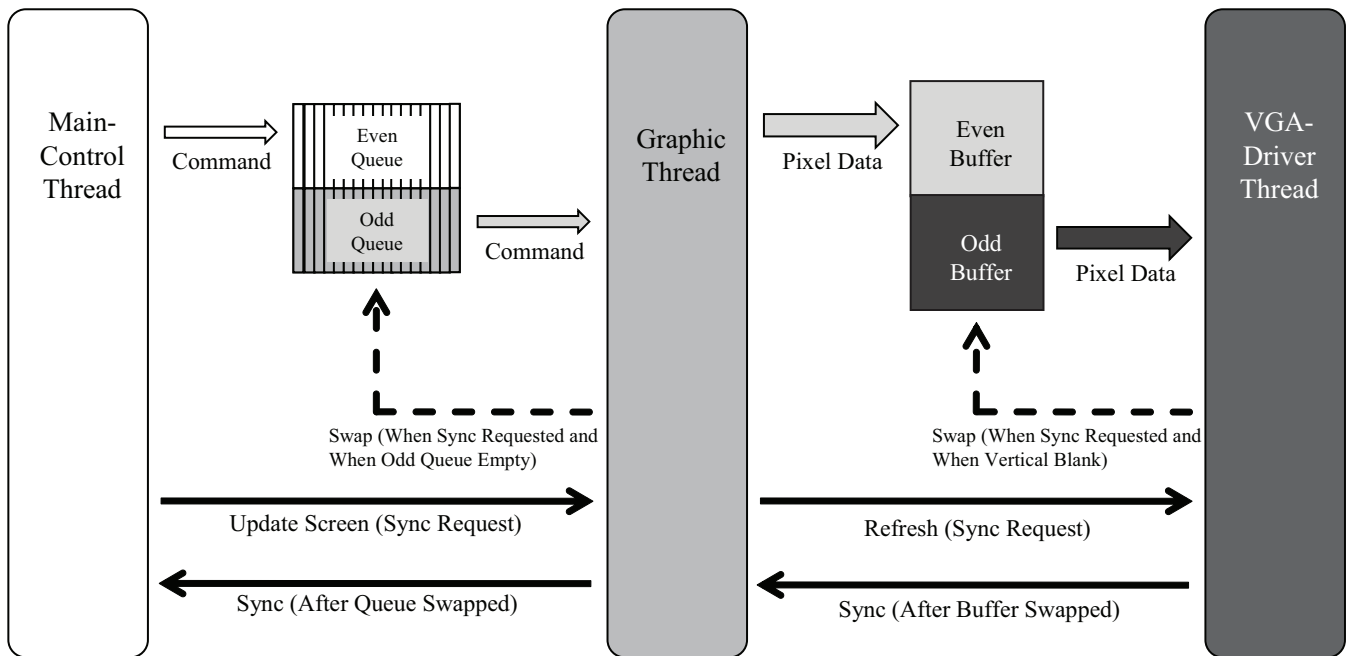 Main-
Control
Thread
Command
Even
Queue
Odd
Queue
Command
Swap (When Sync Requested and
When Odd Queue Empty)
Update Screen (Sync Request)
Sync (After Queue Swapped)
Graphic
Thread
Pixel Data
Even
Buffer
Odd
Buffer
Pixel Data
Swap (When Sync Requested and
When Vertical Blank)
Refresh (Sync Request)
Sync (After Buffer Swapped)
VGA-
Driver
Thread